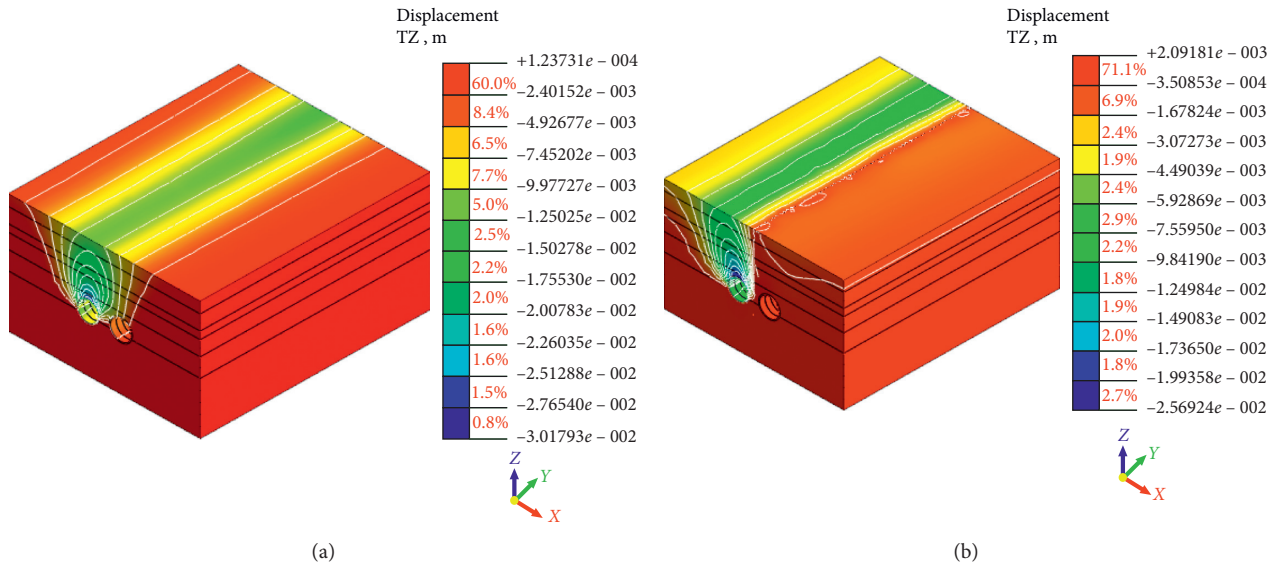 Displacement
TZ , m
+1.23731e – 004
60.0%
–2.40152e – 003
8.4%
–4.92677e – 003
6.5%
–7.45202e – 003
7.7%
–9.97727e – 003
5.0%
–1.25025e – 002
2.5%
–1.50278e – 002
2.2%
–1.75530e – 002
2.0%
–2.00783e – 002
1.6%
–2.26035e – 002
1.6%
–2.51288e – 002
1.5%
–2.76540e – 002
0.8%
–3.01793e – 002
Z
Y
X
(a)
Displacement
TZ , m
+2.09181e – 003
71.1%
–3.50853e – 004
6.9%
–1.67824e – 003
2.4%
–3.07273e – 003
1.9%
–4.49039e – 003
2.4%
–5.92869e – 003
2.9%
–7.55950e – 003
2.2%
–9.84190e – 003
1.8%
–1.24984e – 002
1.9%
–1.49083e – 002
2.0%
–1.73650e – 002
1.8%
–1.99358e – 002
2.7%
–2.56924e – 002
Z
Y
X
(b)